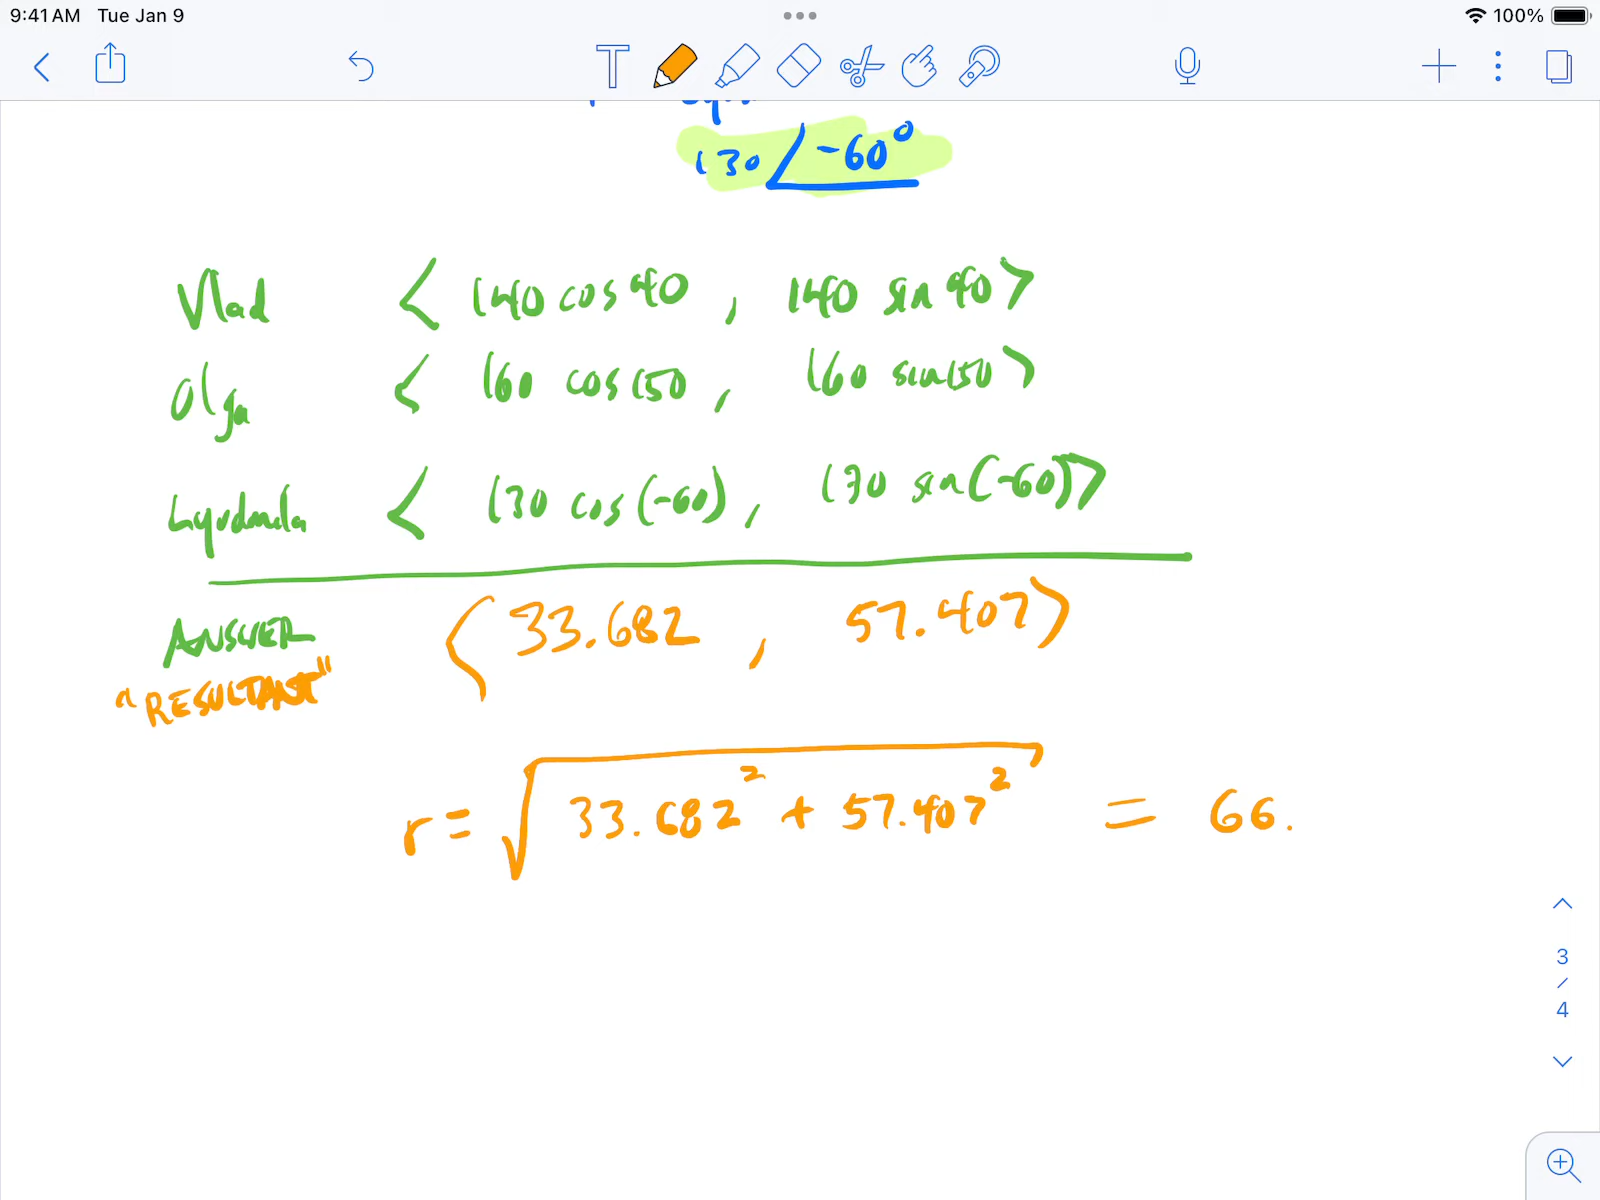 9:41 AM Tue Jan 9 100%
130 ∠-60°
Vlad < 140 cos 40 , 140 sin 40 >
Olga < 160 cos 150 , 160 sin 150 >
Lyudmila < 130 cos (-60) , 130 sin (-60) >
ANSWER < 33.682 , 57.407 >
"RESULTANT"
r = √33.682² + 57.407² = 66.
3
/
4